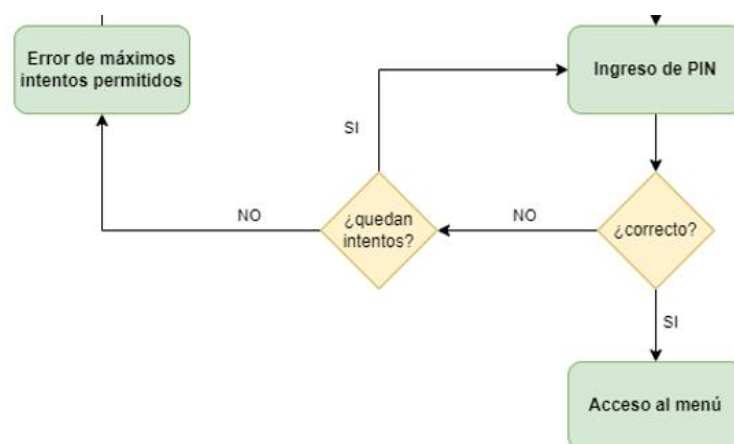 Error de máximos
intentos permitidos
Ingreso de PIN
SI
NO
¿quedan
intentos?
NO
¿correcto?
SI
Acceso al menú